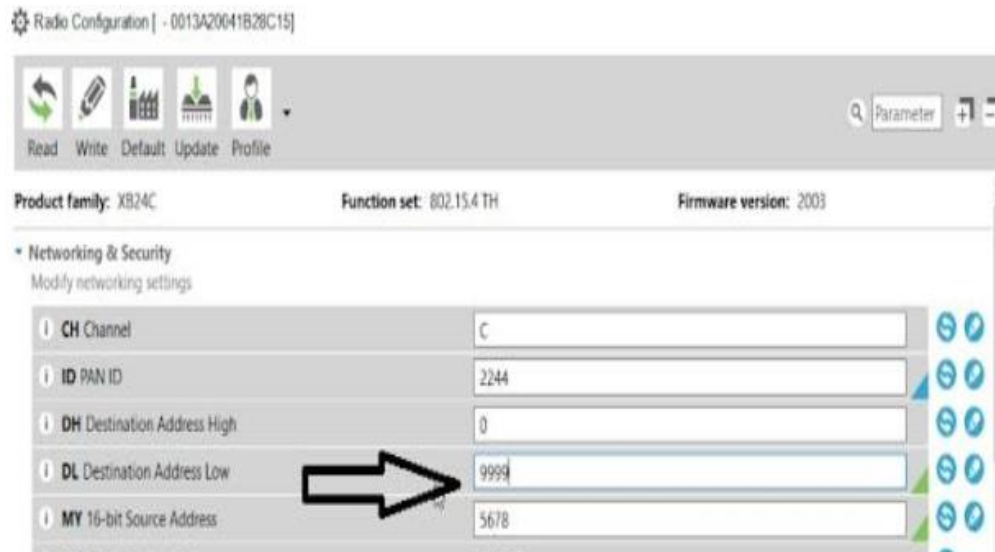 Radio Configuration [ - 0013A20041B28C15]
Read Write Default Update Profile
Parameter
Product family: XB24C Function set: 802.15.4 TH Firmware version: 2003
Networking & Security
Modify networking settings
i CH Channel C
i ID PAN ID 2244
i DH Destination Address High 0
i DL Destination Address Low 9999
i MY 16-bit Source Address 5678